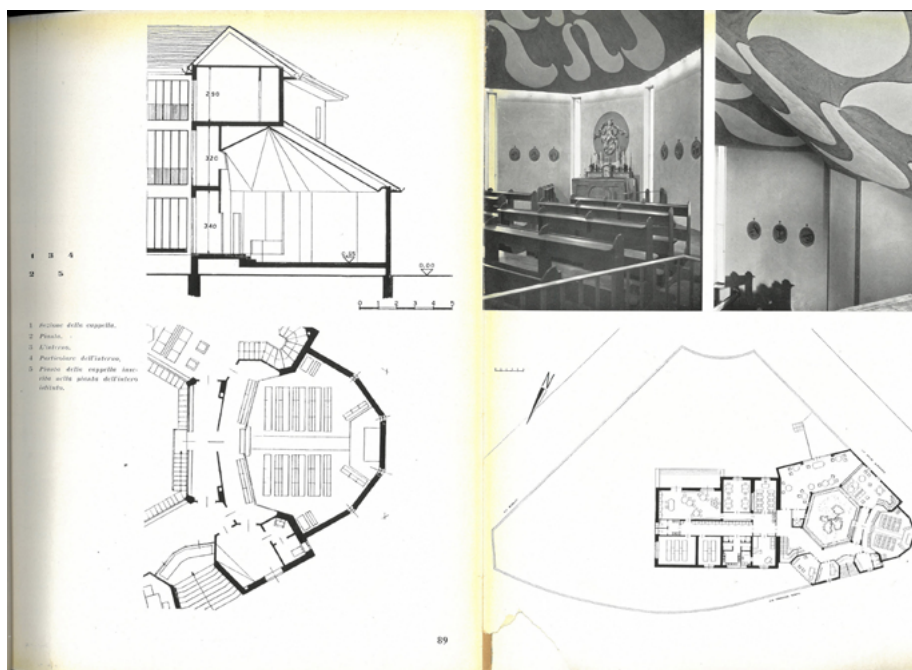 290
320
340
0,00
0 1 2 3 4 5
1 3 4
2 5
1 Sezione della cappella.
2 Pianta.
3 L'interno.
4 Particolare dell'interno.
5 Pianta della cappella inserita nella pianta dell'intero
89